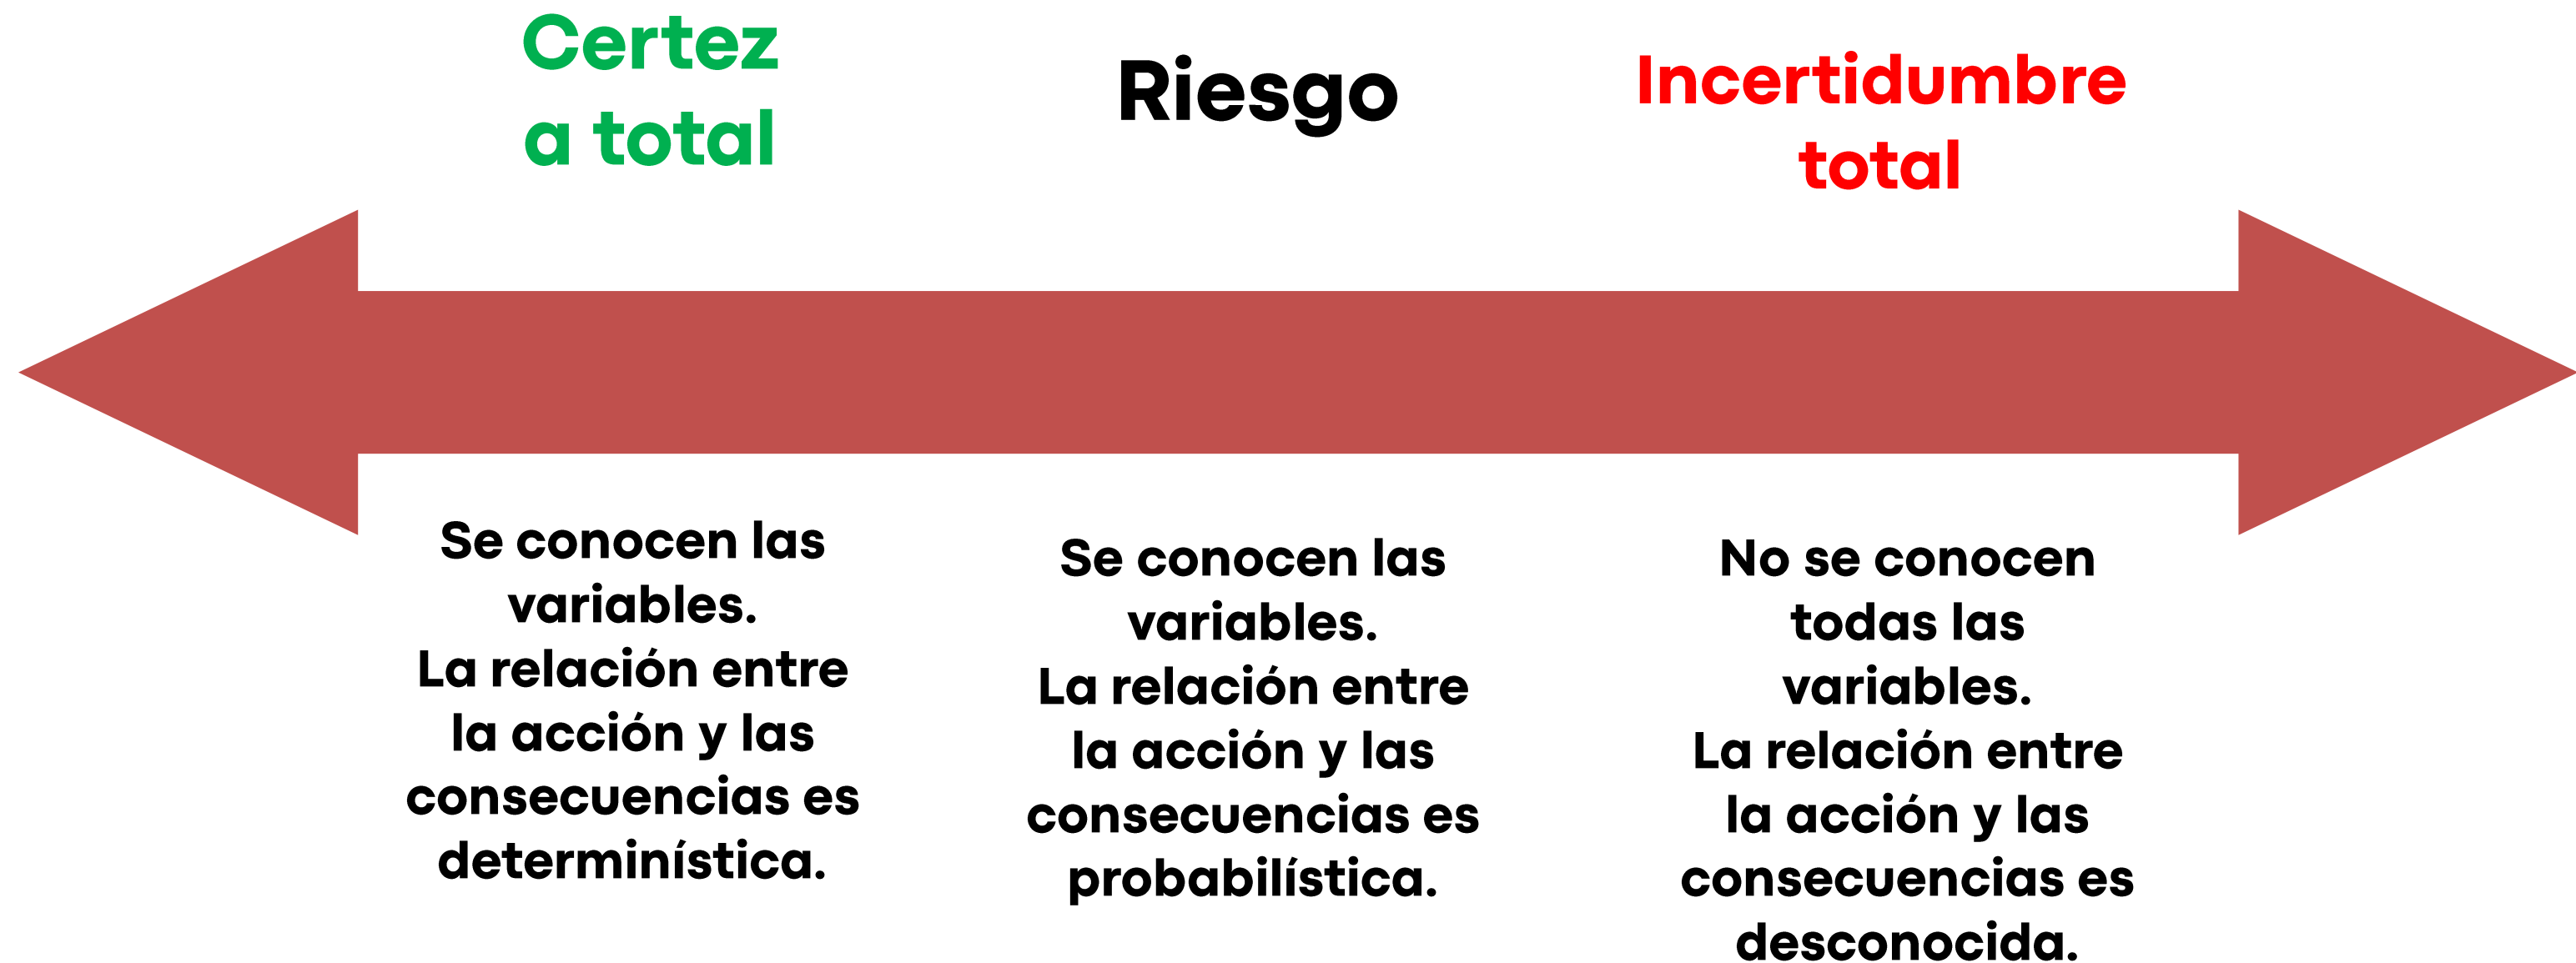 Certez
a total
Riesgo
Incertidumbre
total
Se conocen las
variables.
La relación entre
la acción y las
consecuencias es
determinística.
Se conocen las
variables.
La relación entre
la acción y las
consecuencias es
probabilística.
No se conocen
todas las
variables.
La relación entre
la acción y las
consecuencias es
desconocida.